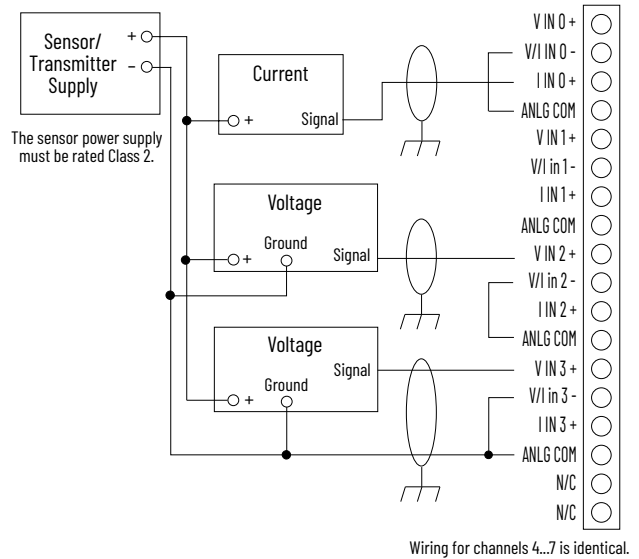 Sensor/
Transmitter
Supply
+
–
The sensor power supply
must be rated Class 2.
Current
+
Signal
Voltage
Ground
+
Signal
Voltage
Signal
Ground
+
V IN 0 +
V/I IN 0 -
I IN 0 +
ANLG COM
V IN 1 +
V/I in 1 -
I IN 1 +
ANLG COM
V IN 2 +
V/I in 2 -
I IN 2 +
ANLG COM
V IN 3 +
V/I in 3 -
I IN 3 +
ANLG COM
N/C
N/C
Wiring for channels 4...7 is identical.